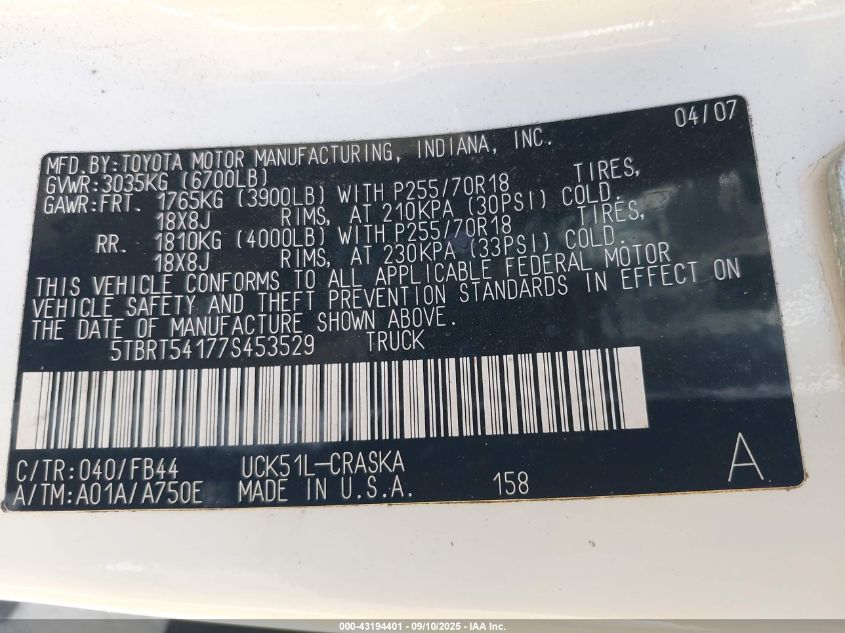 04/07
MFD.BY:TOYOTA MOTOR MANUFACTURING, INDIANA, INC.
GVWR:3035KG (6700LB)
GAWR:FRT. 1765KG (3900LB) WITH P255/70R18 TIRES,
18X8J RIMS, AT 210KPA (30PSI) COLD.
RR. 1810KG (4000LB) WITH P255/70R18 TIRES,
18X8J RIMS, AT 230KPA (33PSI) COLD.
THIS VEHICLE CONFORMS TO ALL APPLICABLE FEDERAL MOTOR
VEHICLE SAFETY AND THEFT PREVENTION STANDARDS IN EFFECT ON
THE DATE OF MANUFACTURE SHOWN ABOVE.
5TBRT54177S453529 TRUCK
C/TR:040/FB44 UCK51L-CRASKA
A/TM:A01A/A750E MADE IN U.S.A. 158 A
000-43194401 - 09/10/2025 - IAA Inc.